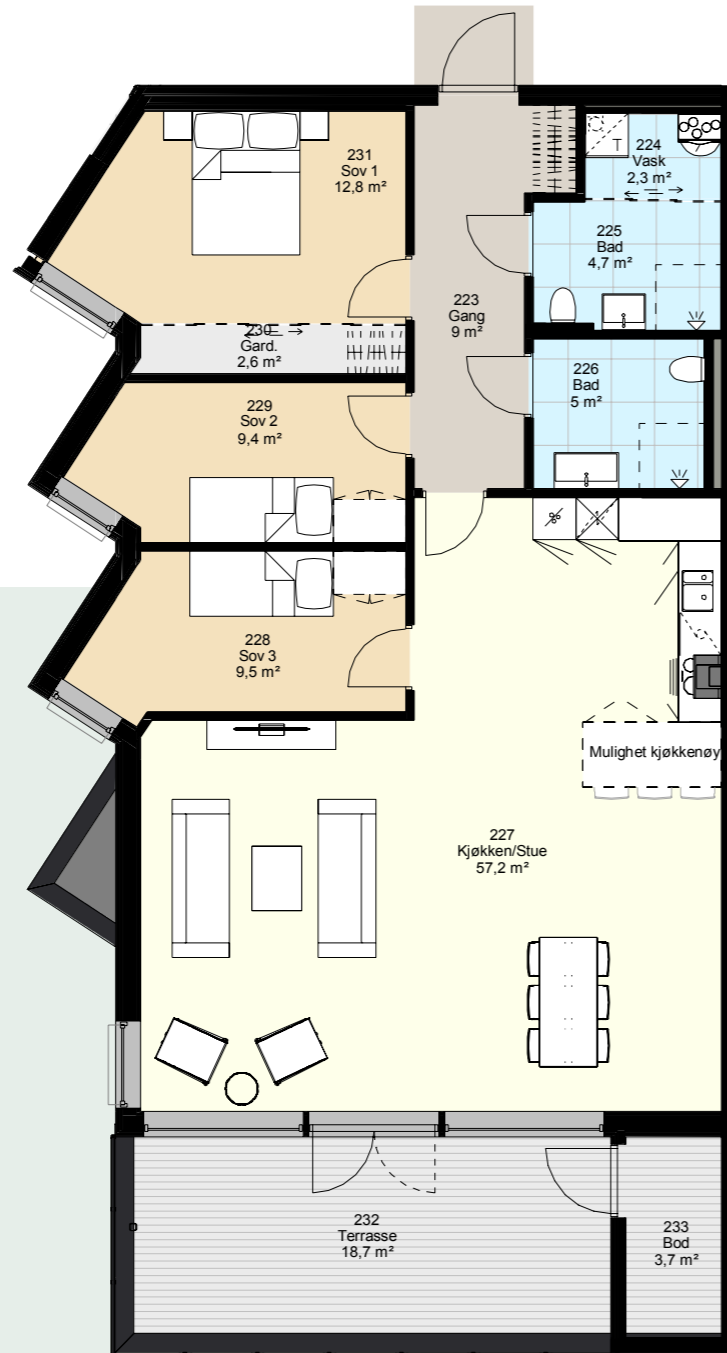 231
Sov 1
12,8 m²
T
224
Vask
2,3 m²
225
Bad
4,7 m²
223
Gang
9 m²
230
Gard.
2,6 m²
226
Bad
5 m²
229
Sov 2
9,4 m²
228
Sov 3
9,5 m²
Mulighet kjøkkenøy
227
Kjøkken/Stue
57,2 m²
232
Terrasse
18,7 m²
233
Bod
3,7 m²